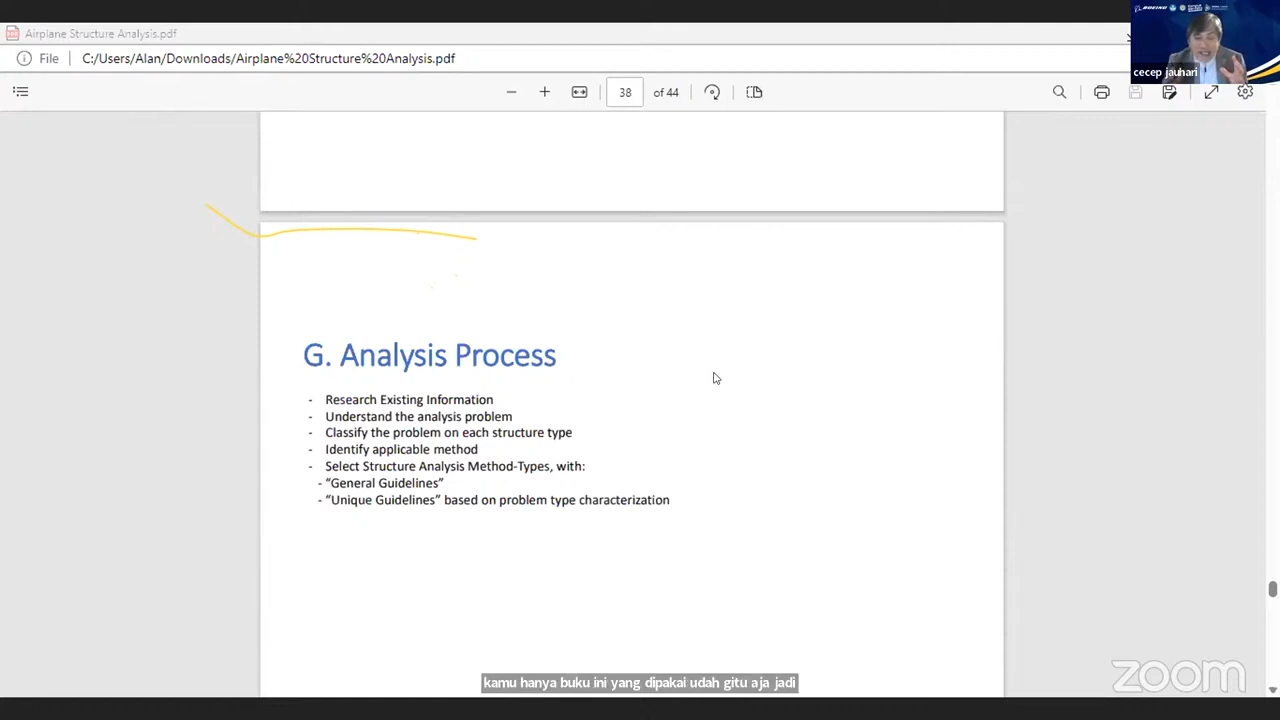 Airplane Structure Analysis.pdf
BOEING
File
C:/Users/Alan/Downloads/Airplane%20Structure%20Analysis.pdf
cecep jauhari
38 of 44
G. Analysis Process
- Research Existing Information
- Understand the analysis problem
- Classify the problem on each structure type
- Identify applicable method
- Select Structure Analysis Method-Types, with:
- “General Guidelines”
- “Unique Guidelines” based on problem type characterization
kamu hanya buku ini yang dipakai udah gitu aja jadi
zoom